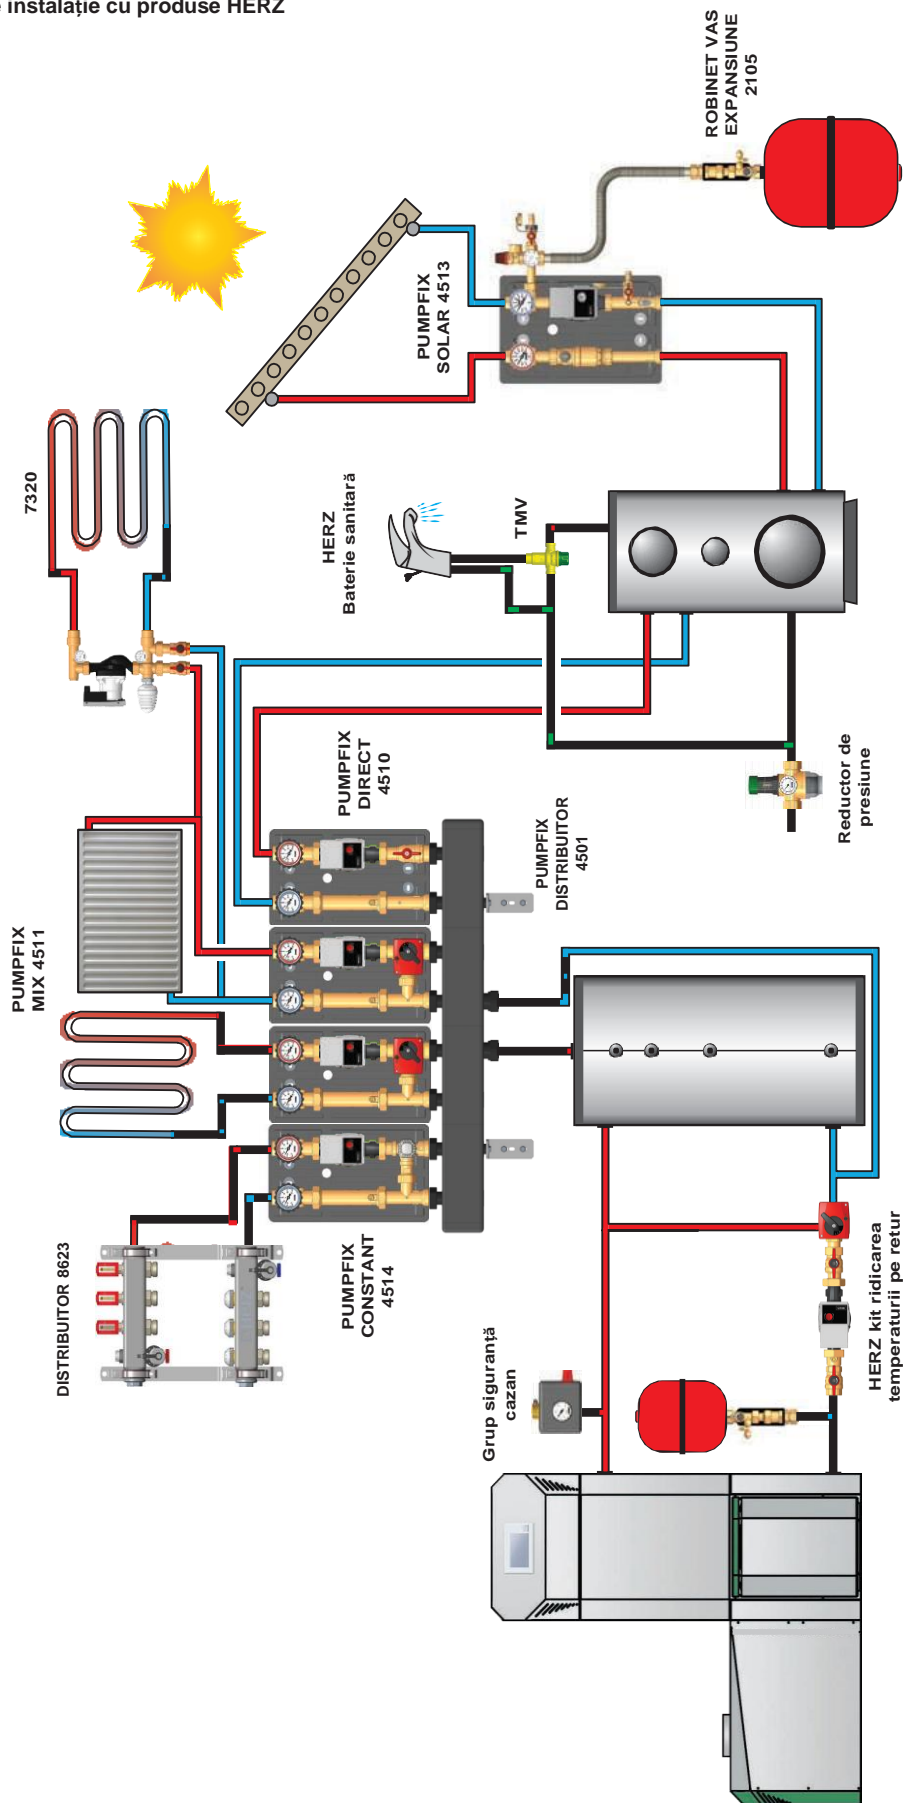 e instalație cu produse HERZ
ROBINET VAS
EXPANSIUNE
2105
PUMPFIX
SOLAR 4513
7320
HERZ
Baterie sanitară
TMV
PUMPFIX
DIRECT
4510
Reductor de
presiune
PUMPFIX
DISTRIBUITOR
4501
PUMPFIX
MIX 4511
DISTRIBUITOR 8623
PUMPFIX
CONSTANT
4514
Grup siguranță
cazan
HERZ kit ridicarea
temperaturii pe retur